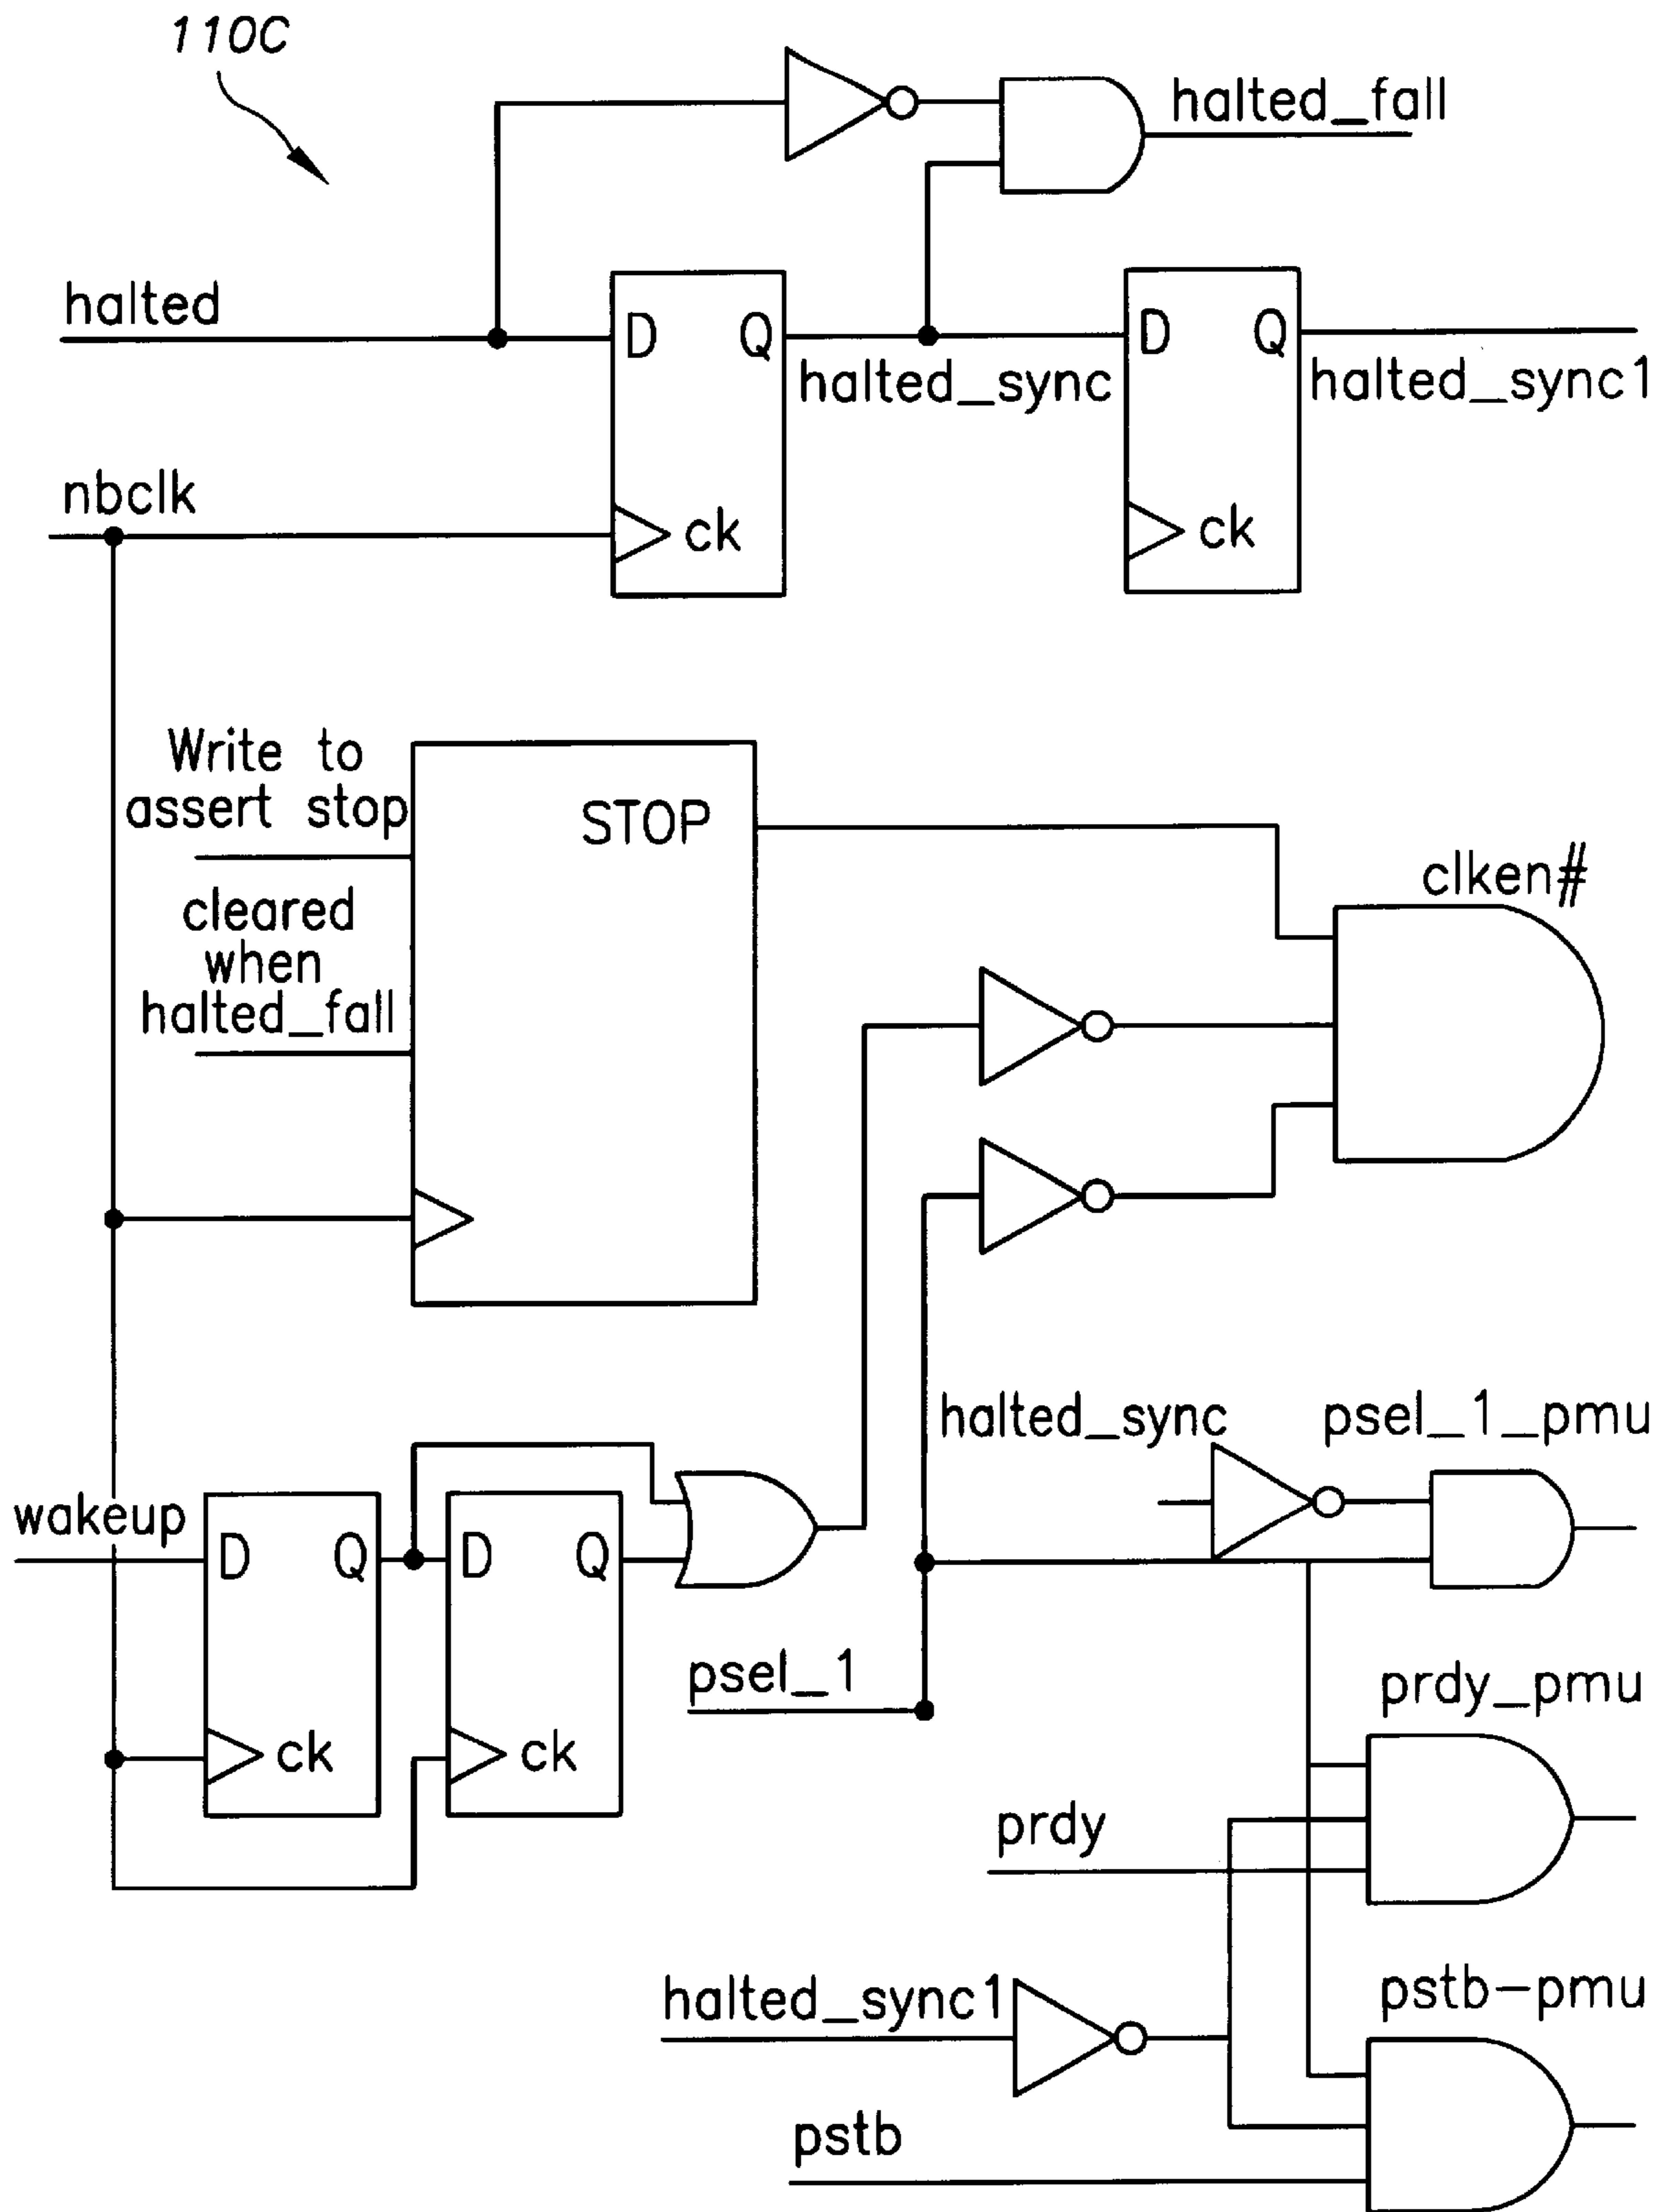 110C
halted_fall
halted
D
Q
D
Q
halted_sync
halted_sync1
nbclk
ck
ck
Write to
assert stop
STOP
cleared
when
halted_fall
clken#
halted_sync
psel_1_pmu
wakeup
D
Q
D
Q
psel_1
prdy_pmu
ck
ck
prdy
halted_sync1
pstb-pmu
pstb